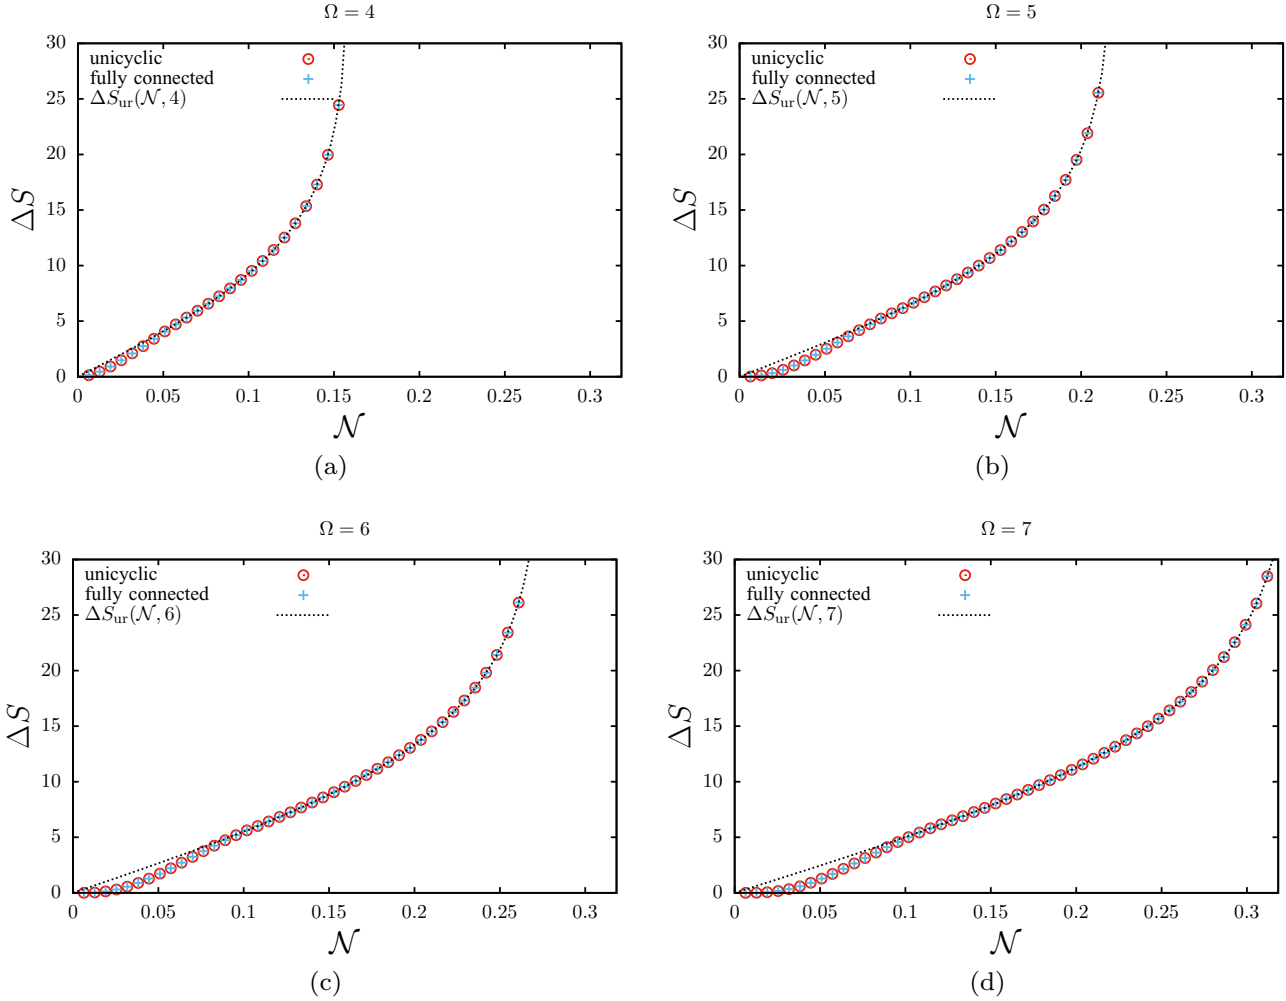 Ω = 4
unicyclic
fully connected
ΔS_ur(𝒩, 4)
30
25
20
15
10
5
0
ΔS
0 0.05 0.1 0.15 0.2 0.25 0.3
𝒩
(a)
Ω = 5
unicyclic
fully connected
ΔS_ur(𝒩, 5)
30
25
20
15
10
5
0
ΔS
0 0.05 0.1 0.15 0.2 0.25 0.3
𝒩
(b)
Ω = 6
unicyclic
fully connected
ΔS_ur(𝒩, 6)
30
25
20
15
10
5
0
ΔS
0 0.05 0.1 0.15 0.2 0.25 0.3
𝒩
(c)
Ω = 7
unicyclic
fully connected
ΔS_ur(𝒩, 7)
30
25
20
15
10
5
0
ΔS
0 0.05 0.1 0.15 0.2 0.25 0.3
𝒩
(d)